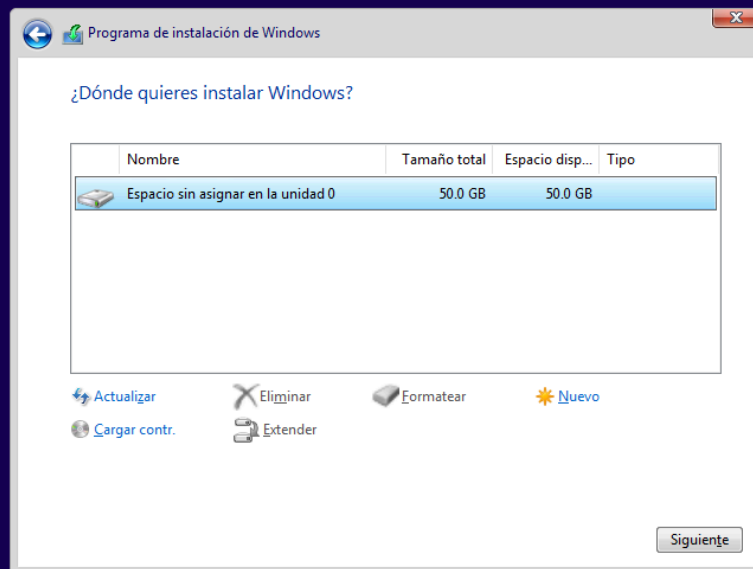 Programa de instalación de Windows
¿Dónde quieres instalar Windows?
Nombre Tamaño total Espacio disp... Tipo
Espacio sin asignar en la unidad 0 50.0 GB 50.0 GB
Actualizar Eliminar Formatear Nuevo
Cargar contr. Extender
Siguiente